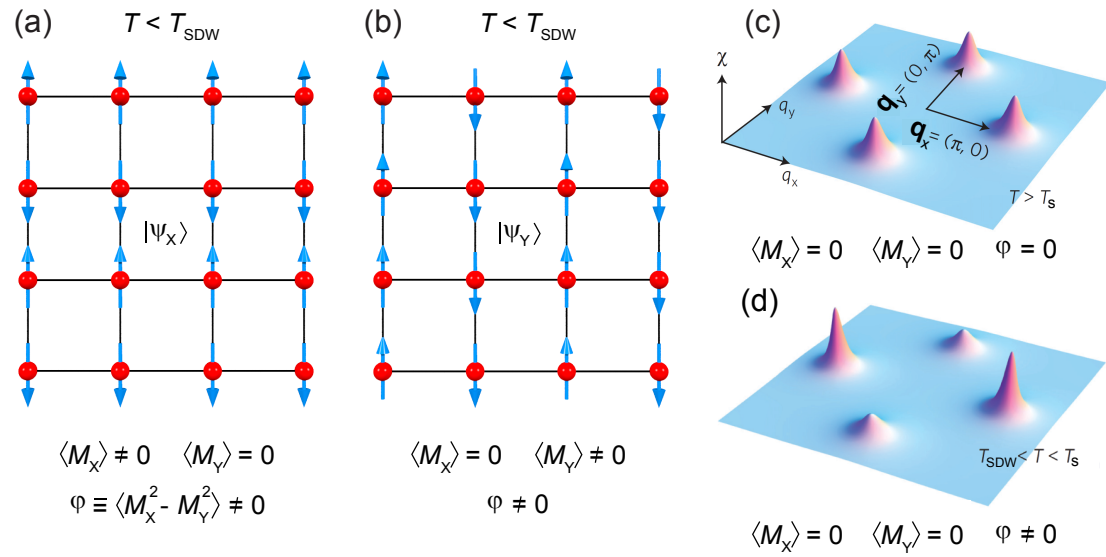 (a)
T < T_SDW
|ψ_X⟩
⟨M_X⟩ ≠ 0 ⟨M_Y⟩ = 0
φ ≡ ⟨M_X^2 - M_Y^2⟩ ≠ 0
(b)
T < T_SDW
|ψ_Y⟩
⟨M_X⟩ = 0 ⟨M_Y⟩ ≠ 0
φ ≠ 0
(c)
χ
q_y
q_x
q_y = (0, π)
q_x = (π, 0)
T > T_S
⟨M_X⟩ = 0 ⟨M_Y⟩ = 0 φ = 0
(d)
T_SDW < T < T_S
⟨M_X⟩ = 0 ⟨M_Y⟩ = 0 φ ≠ 0